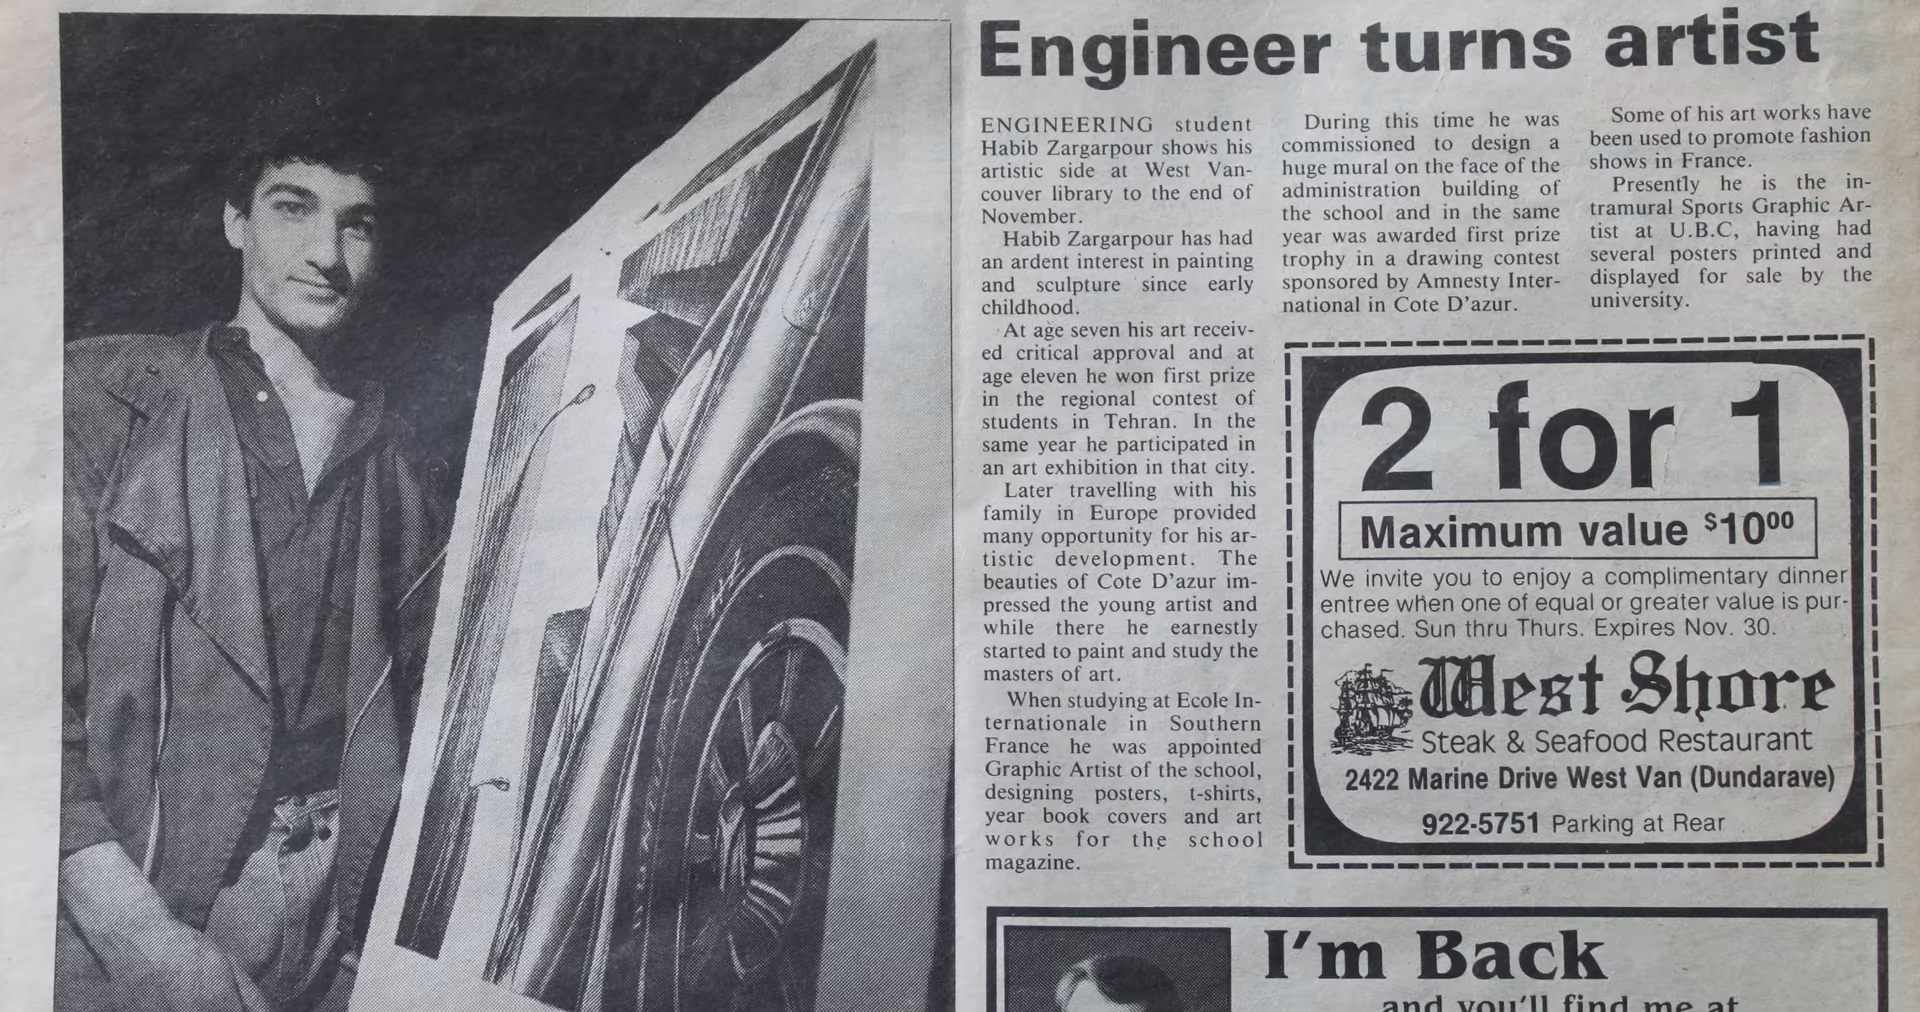 Engineer turns artist
ENGINEERING student
Habib Zargarpour shows his
artistic side at West Van-
couver library to the end of
November.
Habib Zargarpour has had
an ardent interest in painting
and sculpture since early
childhood.
At age seven his art receiv-
ed critical approval and at
age eleven he won first prize
in the regional contest of
students in Tehran. In the
same year he participated in
an art exhibition in that city.
Later travelling with his
family in Europe provided
many opportunity for his ar-
tistic development. The
beauties of Cote D'azur im-
pressed the young artist and
while there he earnestly
started to paint and study the
masters of art.
When studying at Ecole In-
ternationale in Southern
France he was appointed
Graphic Artist of the school,
designing posters, t-shirts,
year book covers and art
works for the school
magazine.
During this time he was
commissioned to design a
huge mural on the face of the
administration building of
the school and in the same
year was awarded first prize
trophy in a drawing contest
sponsored by Amnesty Inter-
national in Cote D'azur.
Some of his art works have
been used to promote fashion
shows in France.
Presently he is the in-
tramural Sports Graphic Ar-
tist at U.B.C, having had
several posters printed and
displayed for sale by the
university.
2 for 1
Maximum value $10⁰⁰
We invite you to enjoy a complimentary dinner
entree when one of equal or greater value is pur-
chased. Sun thru Thurs. Expires Nov. 30.
West Shore
Steak & Seafood Restaurant
2422 Marine Drive West Van (Dundarave)
922-5751 Parking at Rear
I'm Back
and you'll find me at